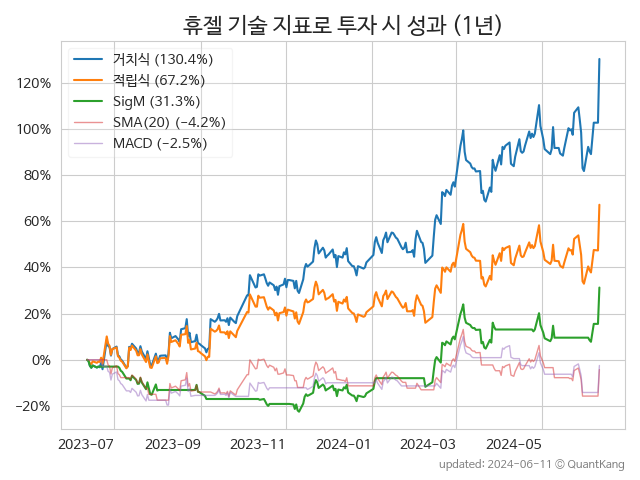 휴젤 기술 지표로 투자 시 성과 (1년)
거치식 (130.4%)
적립식 (67.2%)
SigM (31.3%)
SMA(20) (−4.2%)
MACD (−2.5%)
120%
100%
80%
60%
40%
20%
0%
−20%
2023-07 2023-09 2023-11 2024-01 2024-03 2024-05
updated: 2024-06-11 © QuantKang